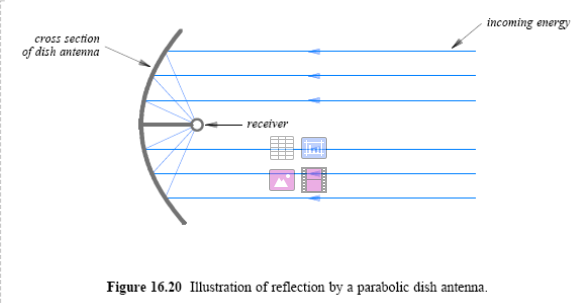 incoming energy
cross section
of dish antenna
receiver
Figure 16.20 Illustration of reflection by a parabolic dish antenna.